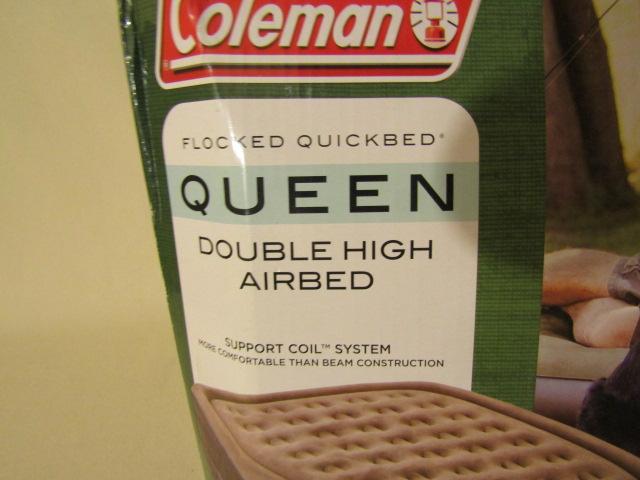 Coleman
FLOCKED QUICKBED®
QUEEN
DOUBLE HIGH
AIRBED
SUPPORT COIL™ SYSTEM
MORE COMFORTABLE THAN BEAM CONSTRUCTION